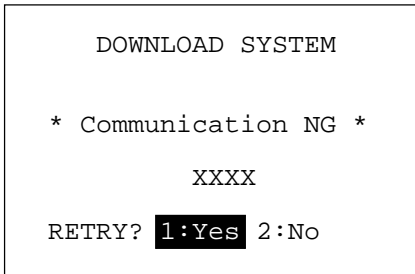 DOWNLOAD SYSTEM
* Communication NG *
XXXX
RETRY? 1:Yes 2:No